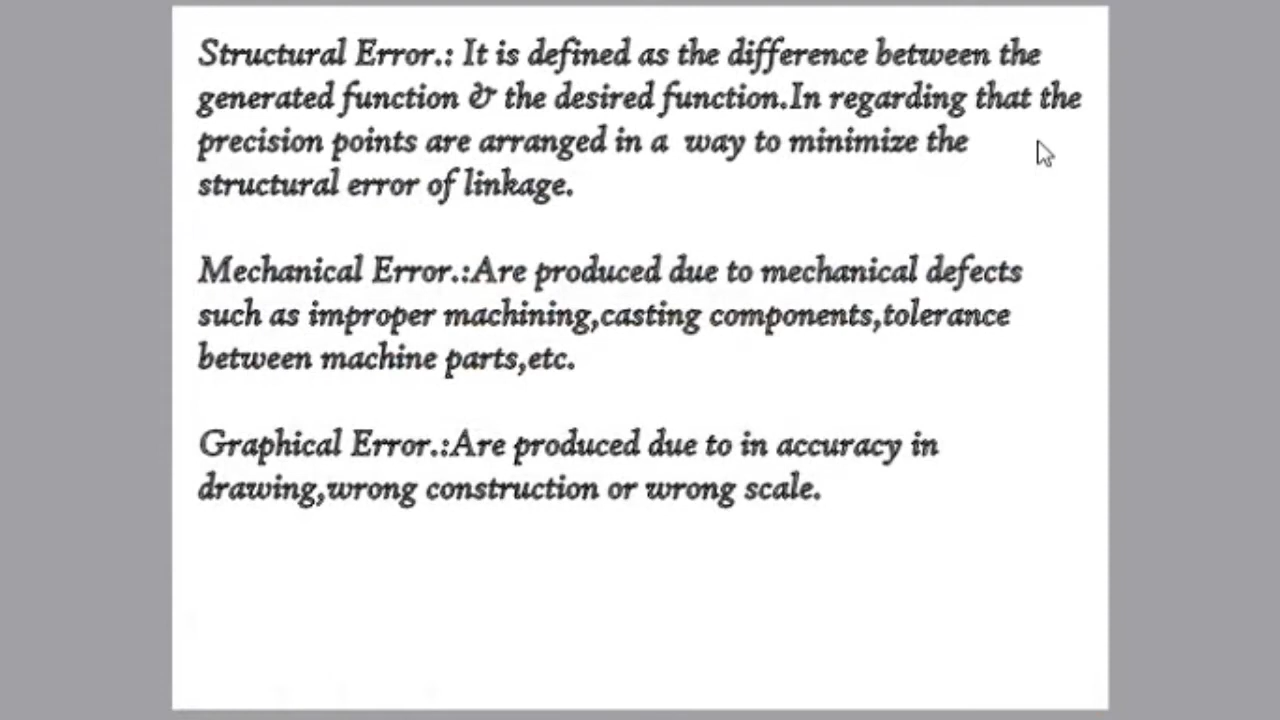 Structural Error.: It is defined as the difference between the
generated function & the desired function.In regarding that the
precision points are arranged in a way to minimize the
structural error of linkage.
Mechanical Error.:Are produced due to mechanical defects
such as improper machining,casting components,tolerance
between machine parts,etc.
Graphical Error.:Are produced due to in accuracy in
drawing,wrong construction or wrong scale.